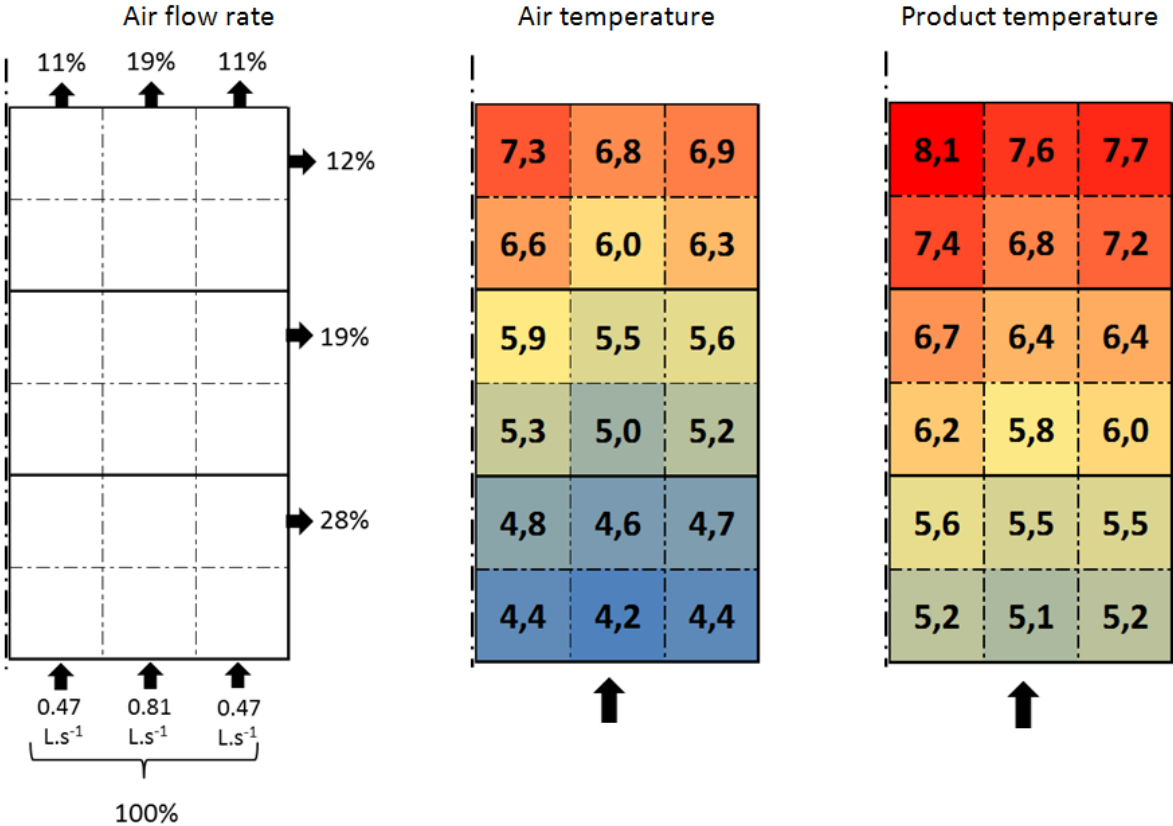 Air flow rate
Air temperature
Product temperature
11% 19% 11%
12%
19%
28%
0.47 0.81 0.47
L.s⁻¹ L.s⁻¹ L.s⁻¹
100%
7,3 6,8 6,9
6,6 6,0 6,3
5,9 5,5 5,6
5,3 5,0 5,2
4,8 4,6 4,7
4,4 4,2 4,4
8,1 7,6 7,7
7,4 6,8 7,2
6,7 6,4 6,4
6,2 5,8 6,0
5,6 5,5 5,5
5,2 5,1 5,2